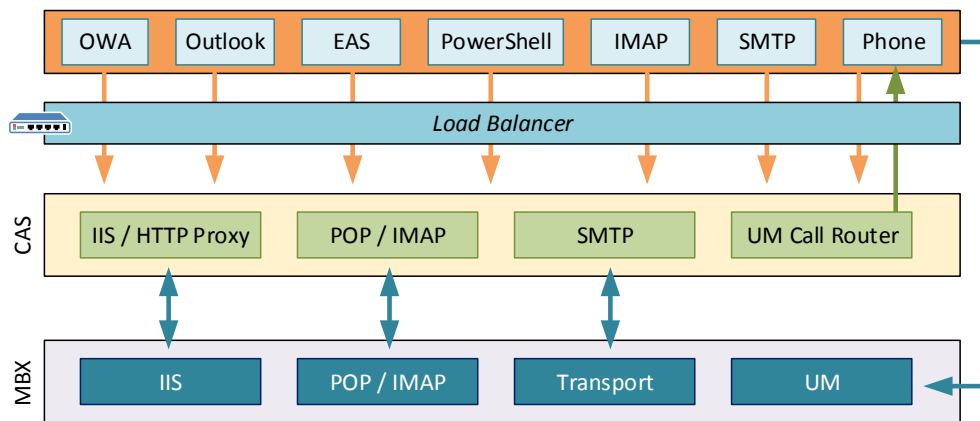 OWA
Outlook
EAS
PowerShell
IMAP
SMTP
Phone
Load Balancer
CAS
IIS / HTTP Proxy
POP / IMAP
SMTP
UM Call Router
MBX
IIS
POP / IMAP
Transport
UM